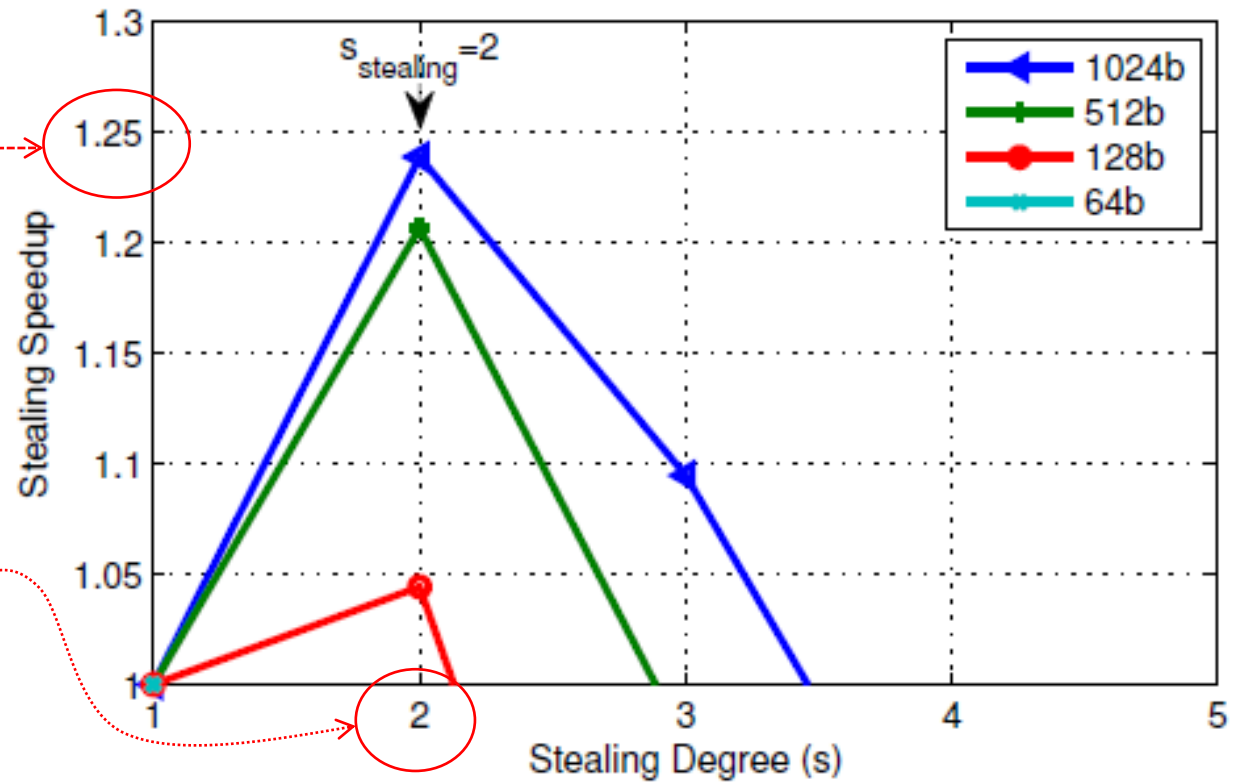 1.3
s_stealing=2
1024b
512b
128b
64b
1.25
1.2
1.15
1.1
1.05
1
Stealing Speedup
1 2 3 4 5
Stealing Degree (s)